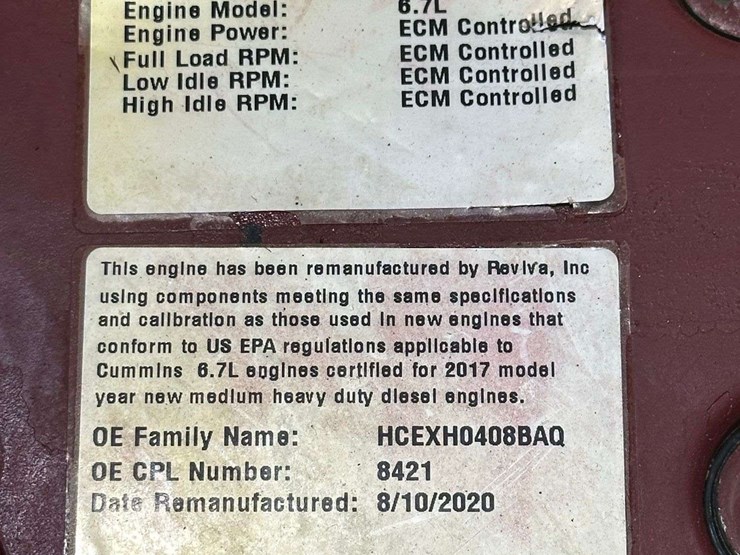 Engine Model: 6.7L
Engine Power: ECM Controlled
Full Load RPM: ECM Controlled
Low Idle RPM: ECM Controlled
High Idle RPM: ECM Controlled
This engine has been remanufactured by Reviva, Inc
using components meeting the same specifications
and calibration as those used in new engines that
conform to US EPA regulations applicable to
Cummins 6.7L engines certified for 2017 model
year new medium heavy duty diesel engines.
OE Family Name: HCEXH0408BAQ
OE CPL Number: 8421
Date Remanufactured: 8/10/2020